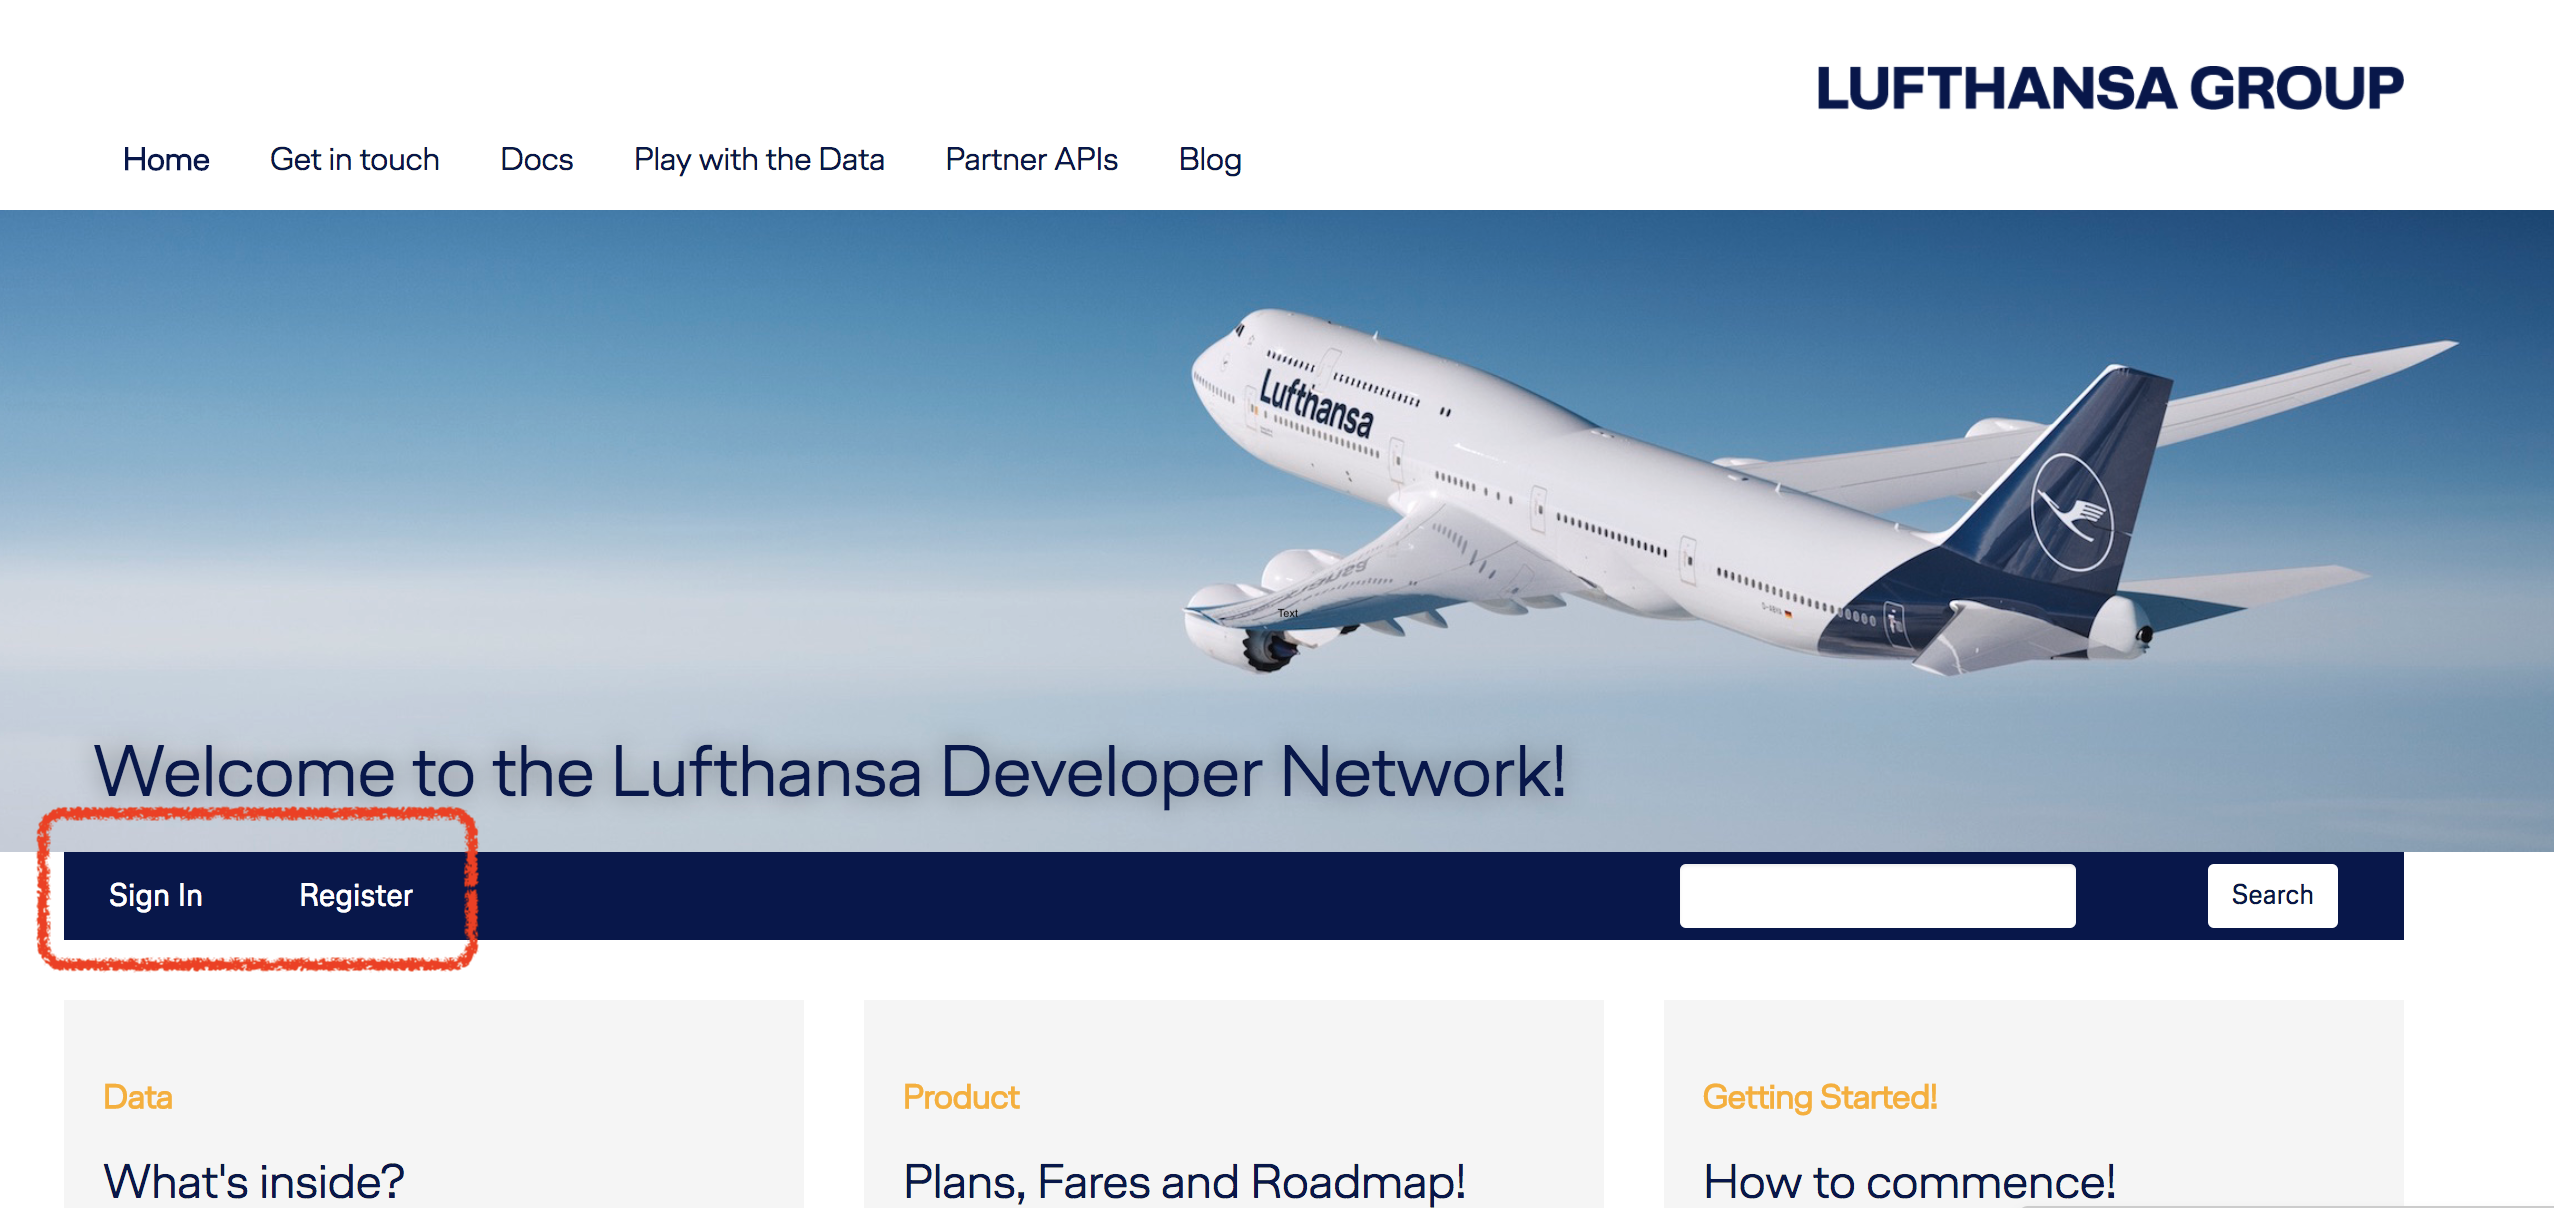 LUFTHANSA GROUP
Home Get in touch Docs Play with the Data Partner APIs Blog
Lufthansa
Text
Welcome to the Lufthansa Developer Network!
Sign In Register Search
Data Product Getting Started!
What's inside? Plans, Fares and Roadmap! How to commence!